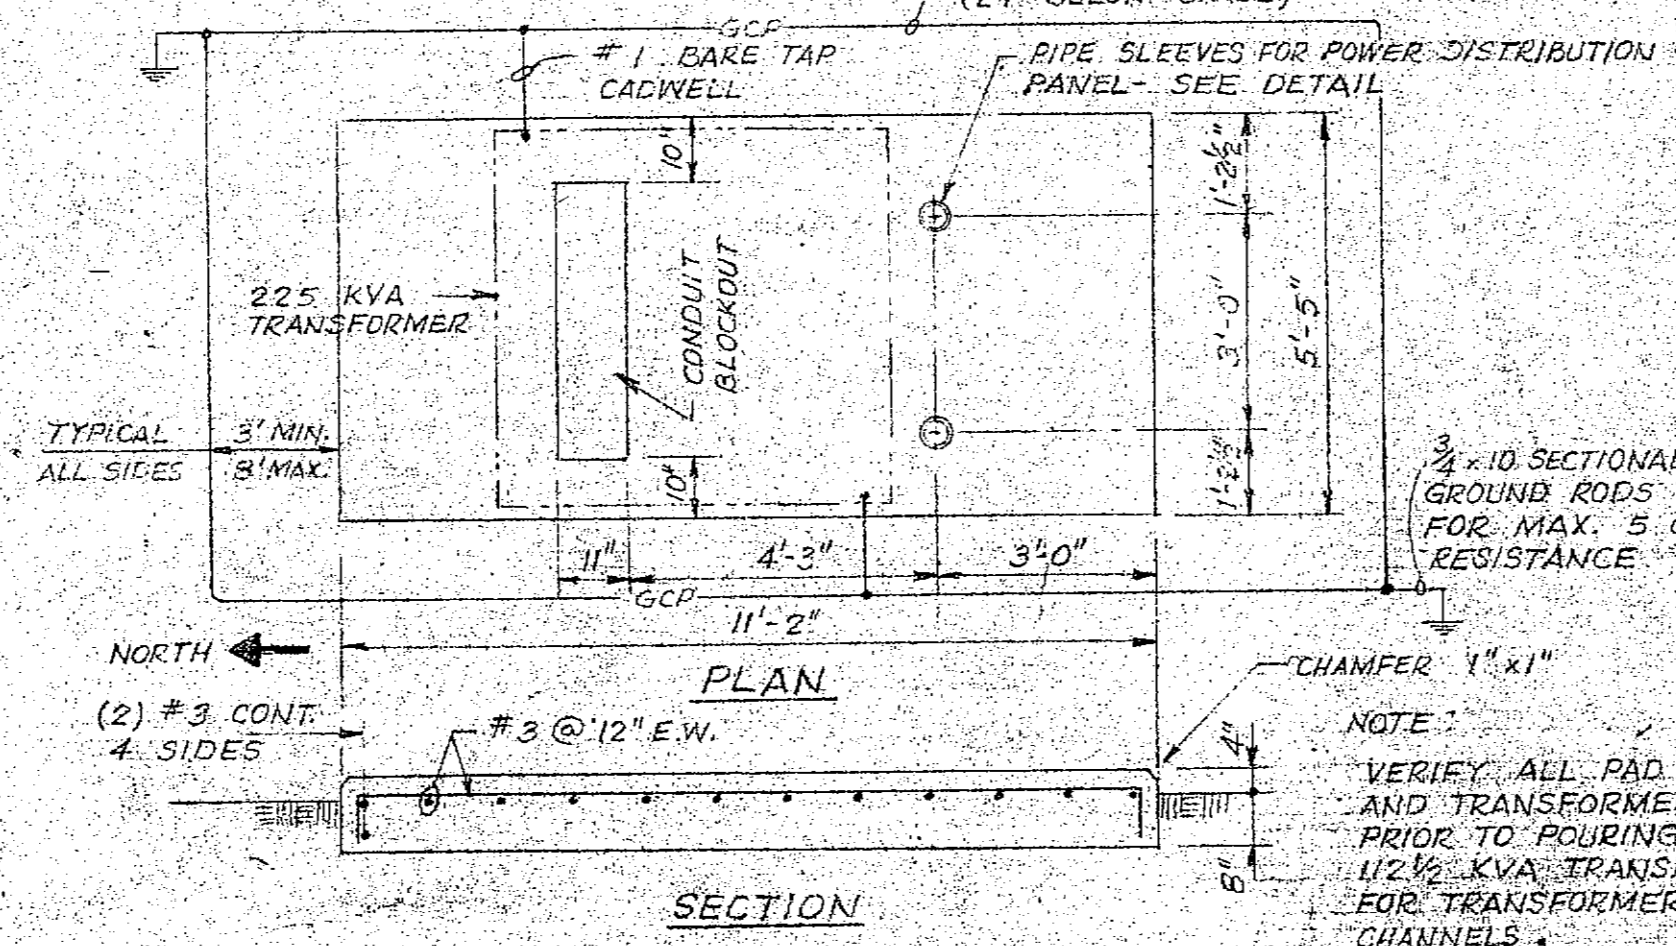 (24" BELOW GRADE)
GCP
# 1 BARE TAP
CADWELL
PIPE SLEEVES FOR POWER DISTRIBUTION
PANEL- SEE DETAIL
10"
1'-2½"
225 KVA
TRANSFORMER
CONDUIT
BLOCKOUT
3'-0"
5'-5"
TYPICAL
ALL SIDES
3' MIN.
8' MAX.
10"
1'-2½"
¾ x 10 SECTIONAL
GROUND RODS
FOR MAX. 5
RESISTANCE
11"
4'-3"
3'-0"
GCP
11'-2"
NORTH
PLAN
CHAMFER 1" x 1"
(2) #3 CONT.
4 SIDES
#3 @ 12" E.W.
4"
8"
NOTE:
VERIFY ALL PAD
AND TRANSFORME
PRIOR TO POURING
112½ KVA TRANS
FOR TRANSFORMER
CHANNELS.
SECTION